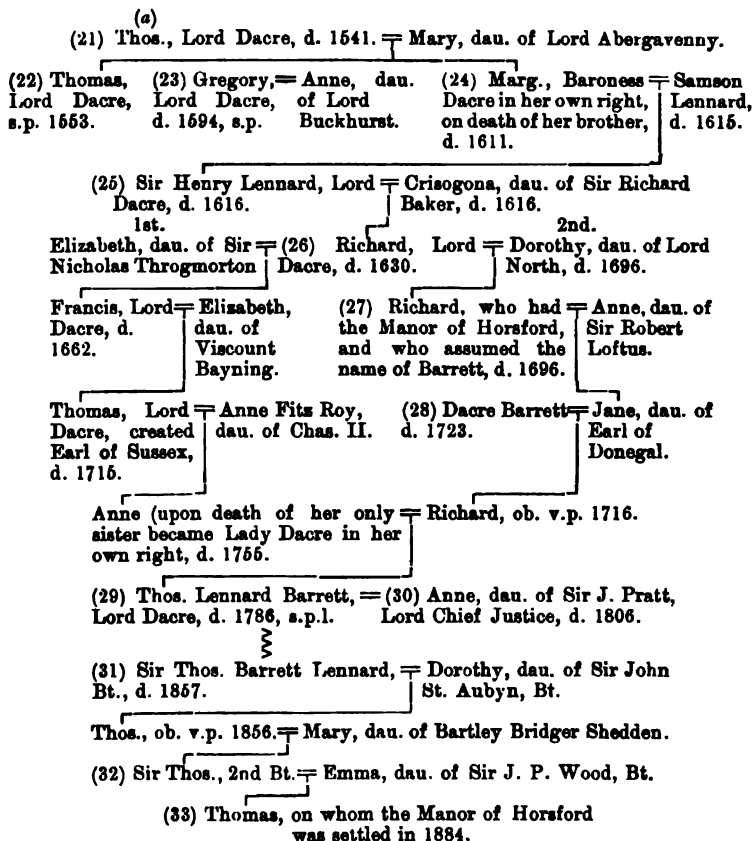 (a)
(21) Thos., Lord Dacre, d. 1541. = Mary, dau. of Lord Abergavenny.
(22) Thomas, Lord Dacre, s.p. 1553.
(23) Gregory, = Anne, dau.
Lord Dacre, of Lord
d. 1594, s.p. Buckhurst.
(24) Marg., Baroness = Samson
Dacre in her own right, Lennard,
on death of her brother, d. 1615.
d. 1611.
(25) Sir Henry Lennard, Lord = Crisogona, dau. of Sir Richard
Dacre, d. 1616. Baker, d. 1616.
1st. 2nd.
Elizabeth, dau. of Sir = (26) Richard, Lord = Dorothy, dau. of Lord
Nicholas Throgmorton Dacre, d. 1630. North, d. 1696.
Francis, Lord = Elizabeth, (27) Richard, who had = Anne, dau. of
Dacre, d. dau. of the Manor of Horsford, Sir Robert
1662. Viscount and who assumed the Loftus.
Bayning. name of Barrett, d. 1696.
Thomas, Lord = Anne Fitz Roy, (28) Dacre Barrett = Jane, dau. of
Dacre, created dau. of Chas. II. d. 1723. Earl of
Earl of Sussex, Donegal.
d. 1715.
Anne (upon death of her only = Richard, ob. v.p. 1716.
sister became Lady Dacre in her
own right, d. 1755.
(29) Thos. Lennard Barrett, = (30) Anne, dau. of Sir J. Pratt,
Lord Dacre, d. 1786, s.p.l. Lord Chief Justice, d. 1806.
(31) Sir Thos. Barrett Lennard, = Dorothy, dau. of Sir John
Bt., d. 1857. St. Aubyn, Bt.
Thos., ob. v.p. 1856. = Mary, dau. of Bartley Bridger Shedden.
(32) Sir Thos., 2nd Bt. = Emma, dau. of Sir J. P. Wood, Bt.
(33) Thomas, on whom the Manor of Horsford
was settled in 1884.